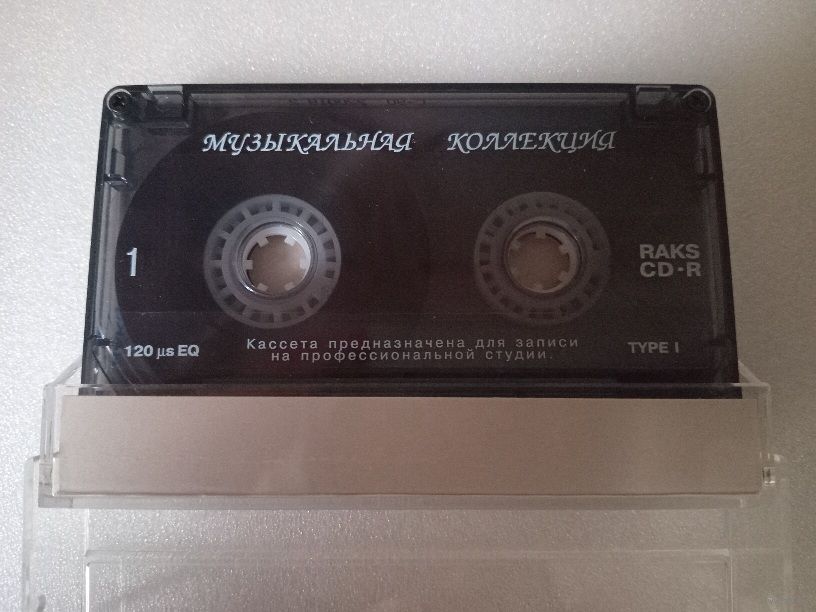 МУЗЫКАЛЬНАЯ КОЛЛЕКЦИЯ
1
RAKS
CD-R
120 µs EQ
Кассета предназначена для записи
на профессиональной студии.
TYPE I